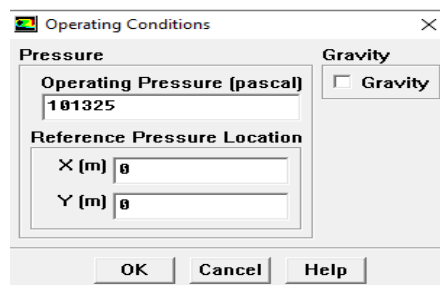 Operating Conditions
Pressure
Operating Pressure (pascal)
101325
Reference Pressure Location
X (m) 0
Y (m) 0
Gravity
Gravity
OK Cancel Help